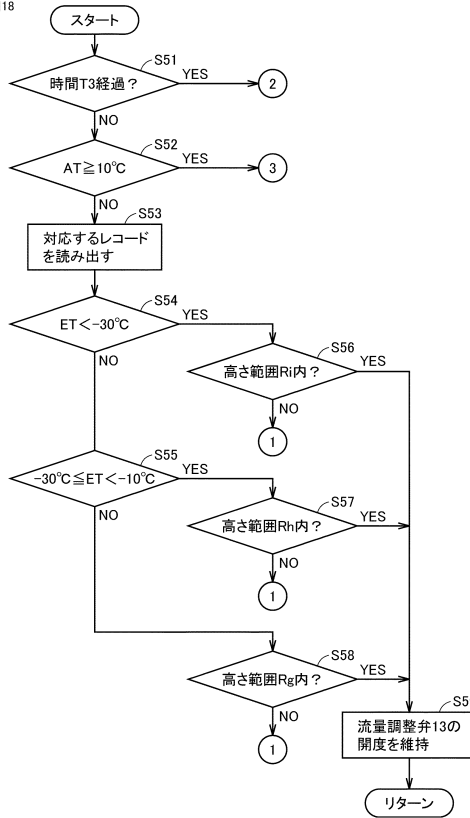 18
スタート
S51
時間T3経過?
YES
2
NO
S52
AT≧10℃
YES
3
NO
S53
対応するレコード
を読み出す
S54
ET<-30℃
YES
NO
S56
高さ範囲Ri内?
YES
NO
1
S55
-30℃≦ET<-10℃
YES
NO
S57
高さ範囲Rh内?
YES
NO
1
S58
高さ範囲Rg内?
YES
NO
1
流量調整弁13の
開度を維持
リターン